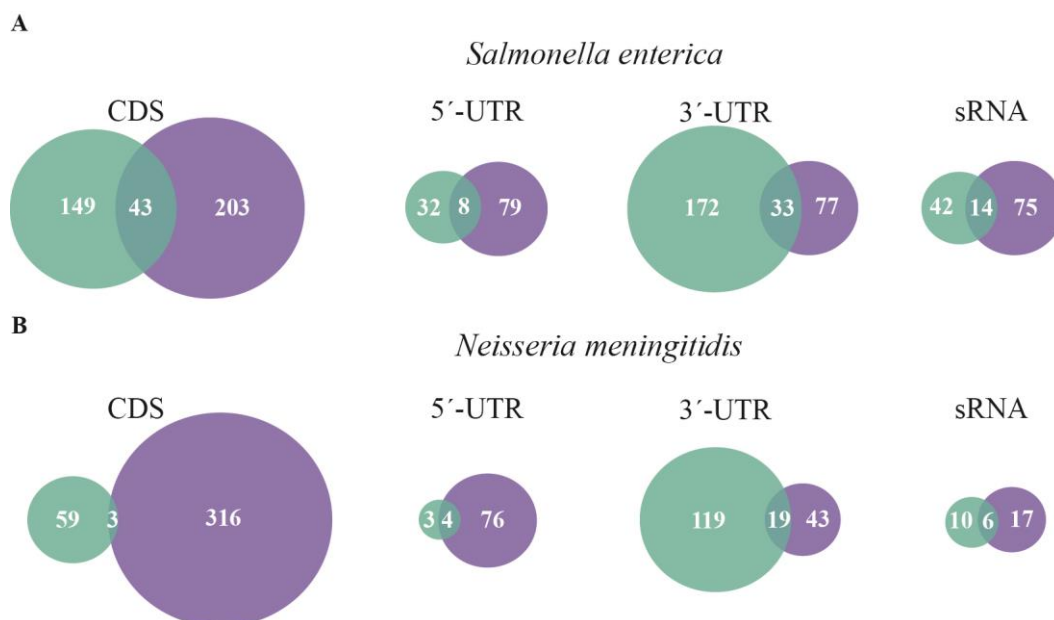 A
Salmonella enterica
CDS 5´-UTR 3´-UTR sRNA
149 43 203 32 8 79 172 33 77 42 14 75
B
Neisseria meningitidis
CDS 5´-UTR 3´-UTR sRNA
59 3 316 3 4 76 119 19 43 10 6 17